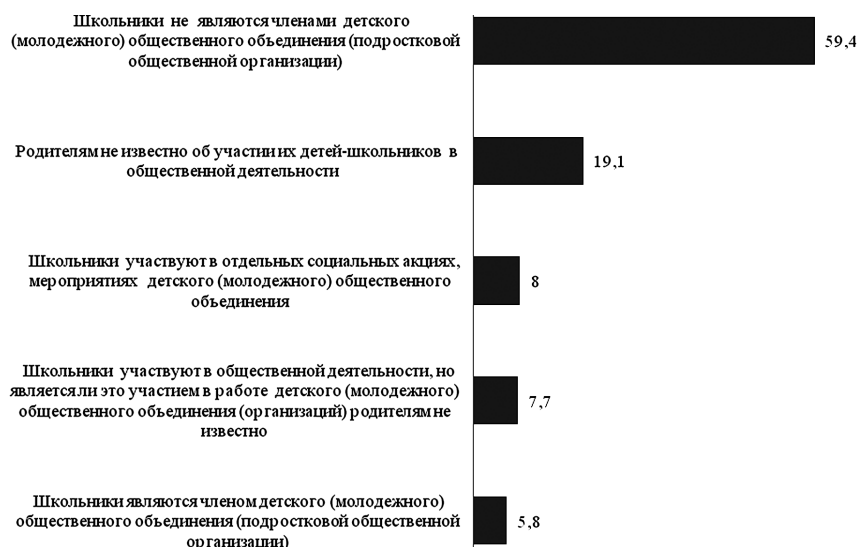 Школьники не являются членами детского
(молодежного) общественного объединения (подростковой
общественной организации)
59,4
Родителям не известно об участии их детей-школьников в
общественной деятельности
19,1
Школьники участвуют в отдельных социальных акциях,
мероприятиях детского (молодежного) общественного
объединения
8
Школьники участвуют в общественной деятельности, но
является ли это участием в работе детского (молодежного)
общественного объединения (организаций) родителям не
известно
7,7
Школьники являются членом детского (молодежного)
общественного объединения (подростковой общественной
организации)
5,8